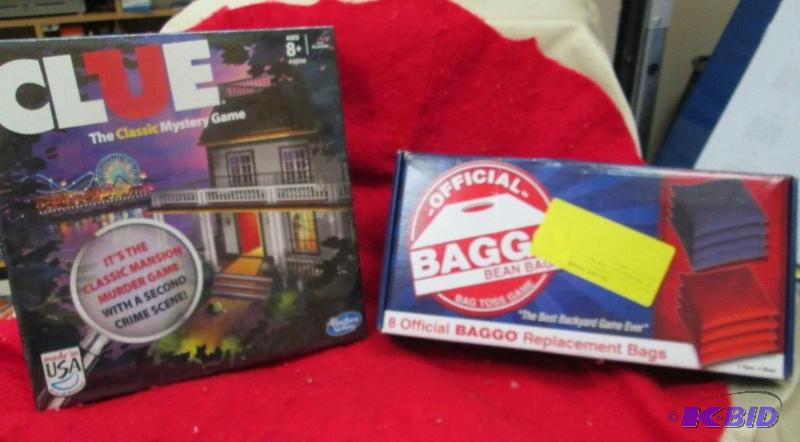 CLUE
The Classic Mystery Game
AGES
8+
IT'S THE
CLASSIC MANSION
MURDER GAME
WITH A SECOND
CRIME SCENE!
made in
USA
Hasbro
Gaming
OFFICIAL
BAGG
BEAN BAG
BAG TOSS GAME
"The Best Backyard Game Ever"
8 Official BAGGO Replacement Bags
© K-BID